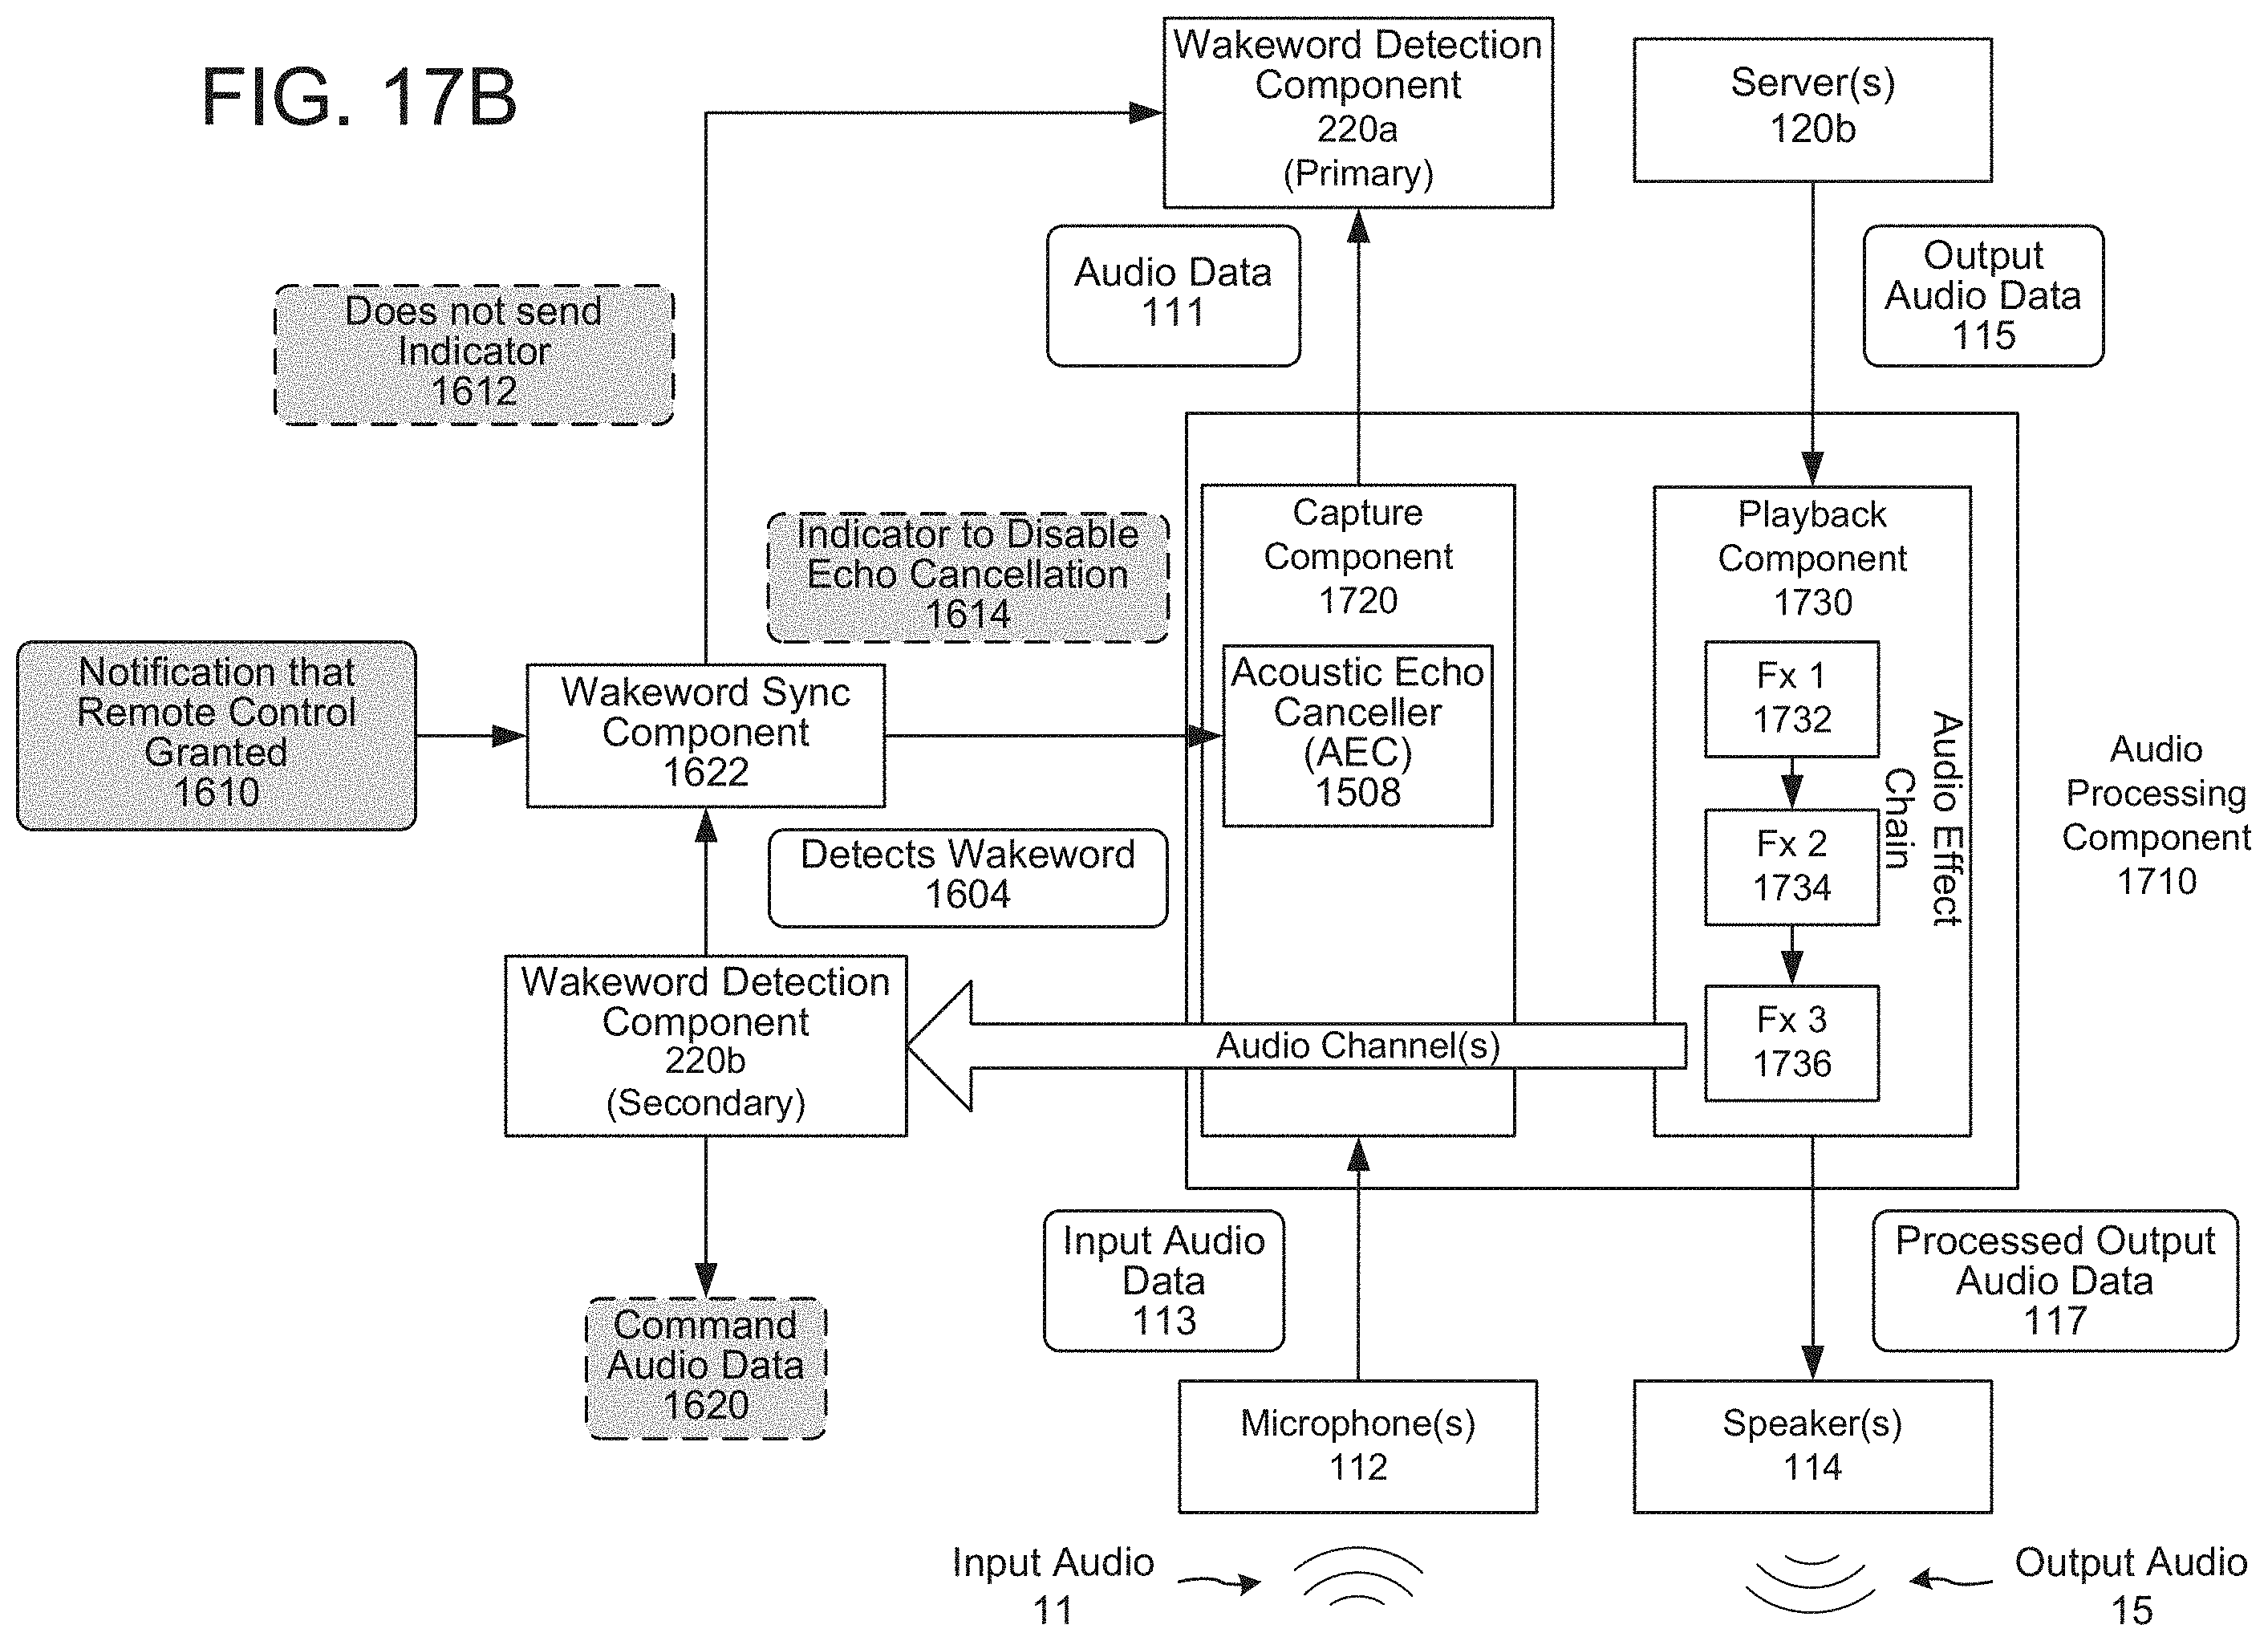 FIG. 17B
Wakeword Detection
Component
220a
(Primary)
Server(s)
120b
Audio Data
111
Output
Audio Data
115
Does not send
Indicator
1612
Indicator to Disable
Echo Cancellation
1614
Capture
Component
1720
Playback
Component
1730
Notification that
Remote Control
Granted
1610
Wakeword Sync
Component
1622
Acoustic Echo
Canceller
(AEC)
1508
Fx 1
1732
Fx 2
1734
Fx 3
1736
Audio Effect
Chain
Audio
Processing
Component
1710
Detects Wakeword
1604
Wakeword Detection
Component
220b
(Secondary)
Audio Channel(s)
Command
Audio Data
1620
Input Audio
Data
113
Processed Output
Audio Data
117
Microphone(s)
112
Speaker(s)
114
Input Audio
11
Output Audio
15